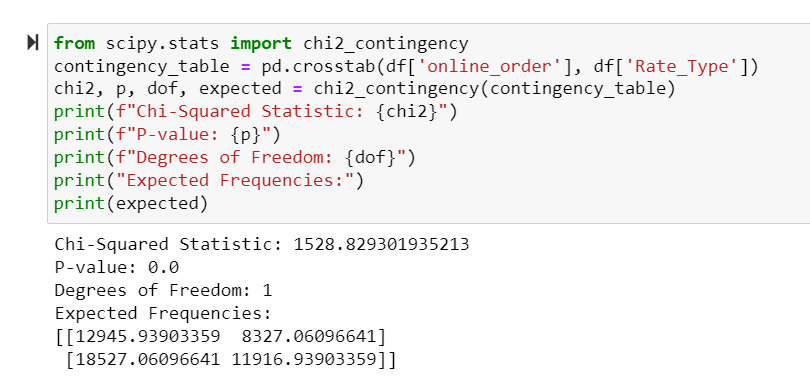 from scipy.stats import chi2_contingency
contingency_table = pd.crosstab(df['online_order'], df['Rate_Type'])
chi2, p, dof, expected = chi2_contingency(contingency_table)
print(f"Chi-Squared Statistic: {chi2}")
print(f"P-value: {p}")
print(f"Degrees of Freedom: {dof}")
print("Expected Frequencies:")
print(expected)
Chi-Squared Statistic: 1528.829301935213
P-value: 0.0
Degrees of Freedom: 1
Expected Frequencies:
[[12945.93903359  8327.06096641]
 [18527.06096641 11916.93903359]]